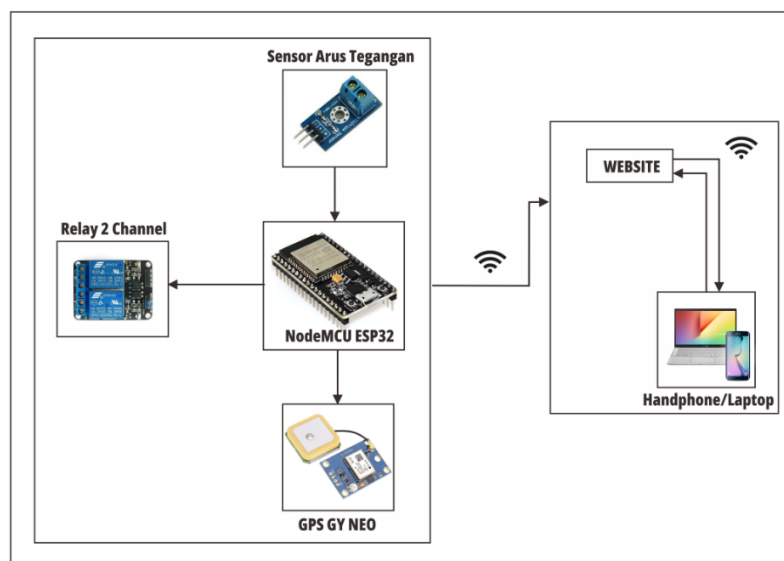 Sensor Arus Tegangan
WEBSITE
Relay 2 Channel
NodeMCU ESP32
Handphone/Laptop
GPS GY NEO